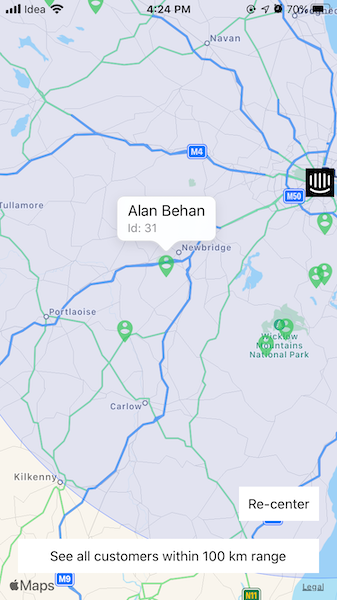 Idea 4:24 PM 70%
Navan
M4
M50
Tullamore
Alan Behan
Id: 31
Newbridge
Portlaoise
Wicklow
Mountains
National Park
Carlow
Kilkenny
Re-center
See all customers within 100 km range
Maps
M9
N11
Legal